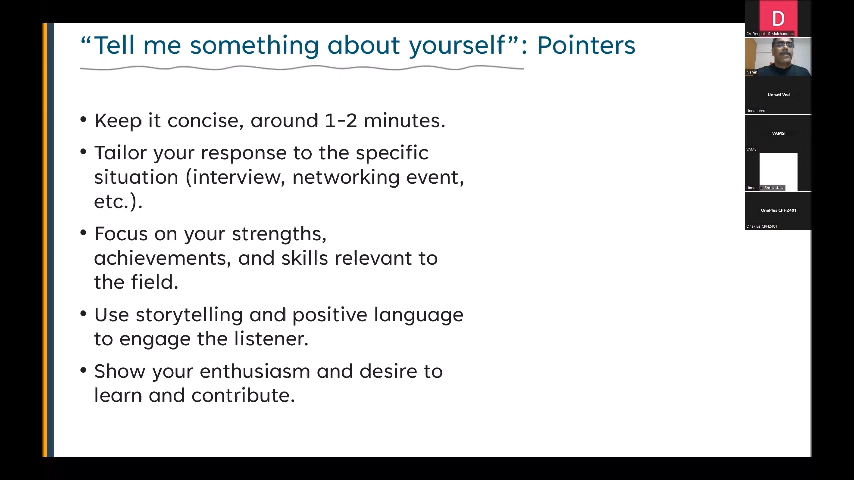 “Tell me something about yourself”: Pointers
• Keep it concise, around 1-2 minutes.
• Tailor your response to the specific
situation (interview, networking event,
etc.).
• Focus on your strengths,
achievements, and skills relevant to
the field.
• Use storytelling and positive language
to engage the listener.
• Show your enthusiasm and desire to
learn and contribute.
D